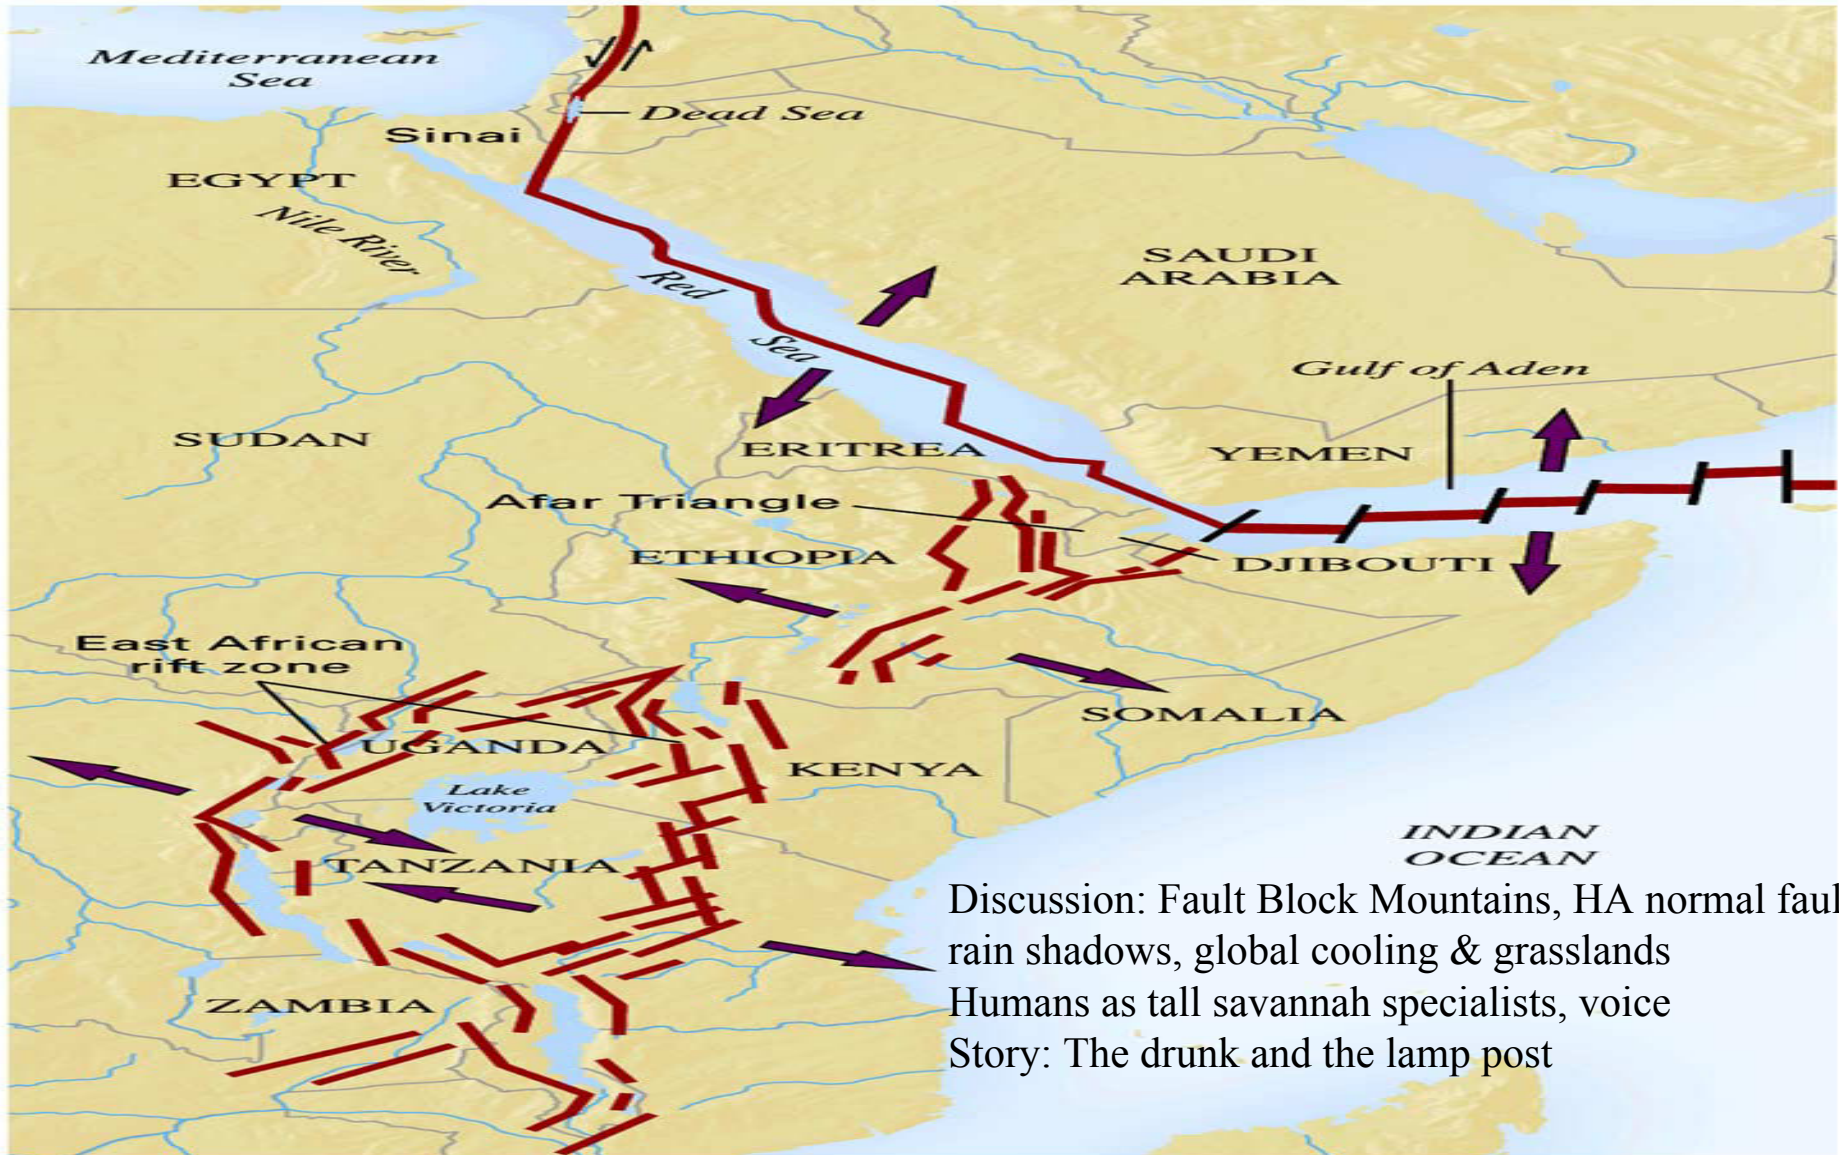 Mediterranean
Sea
Dead Sea
Sinai
EGYPT
Nile River
SAUDI
ARABIA
Red
Sea
Gulf of Aden
SUDAN
ERITREA
YEMEN
Afar Triangle
ETHIOPIA
DJIBOUTI
East African
rift zone
SOMALIA
UGANDA
KENYA
Lake
Victoria
INDIAN
OCEAN
TANZANIA
Discussion: Fault Block Mountains, HA normal faul
rain shadows, global cooling & grasslands
Humans as tall savannah specialists, voice
ZAMBIA
Story: The drunk and the lamp post